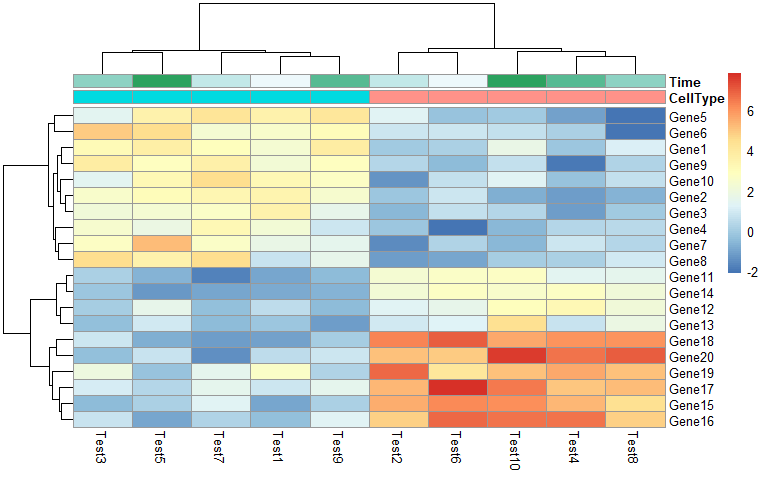 Time
CellType
Gene5
Gene6
Gene1
Gene9
Gene10
Gene2
Gene3
Gene4
Gene7
Gene8
Gene11
Gene14
Gene12
Gene13
Gene18
Gene20
Gene19
Gene17
Gene15
Gene16
6
4
2
0
-2
Test3
Test5
Test7
Test1
Test9
Test2
Test6
Test10
Test4
Test8